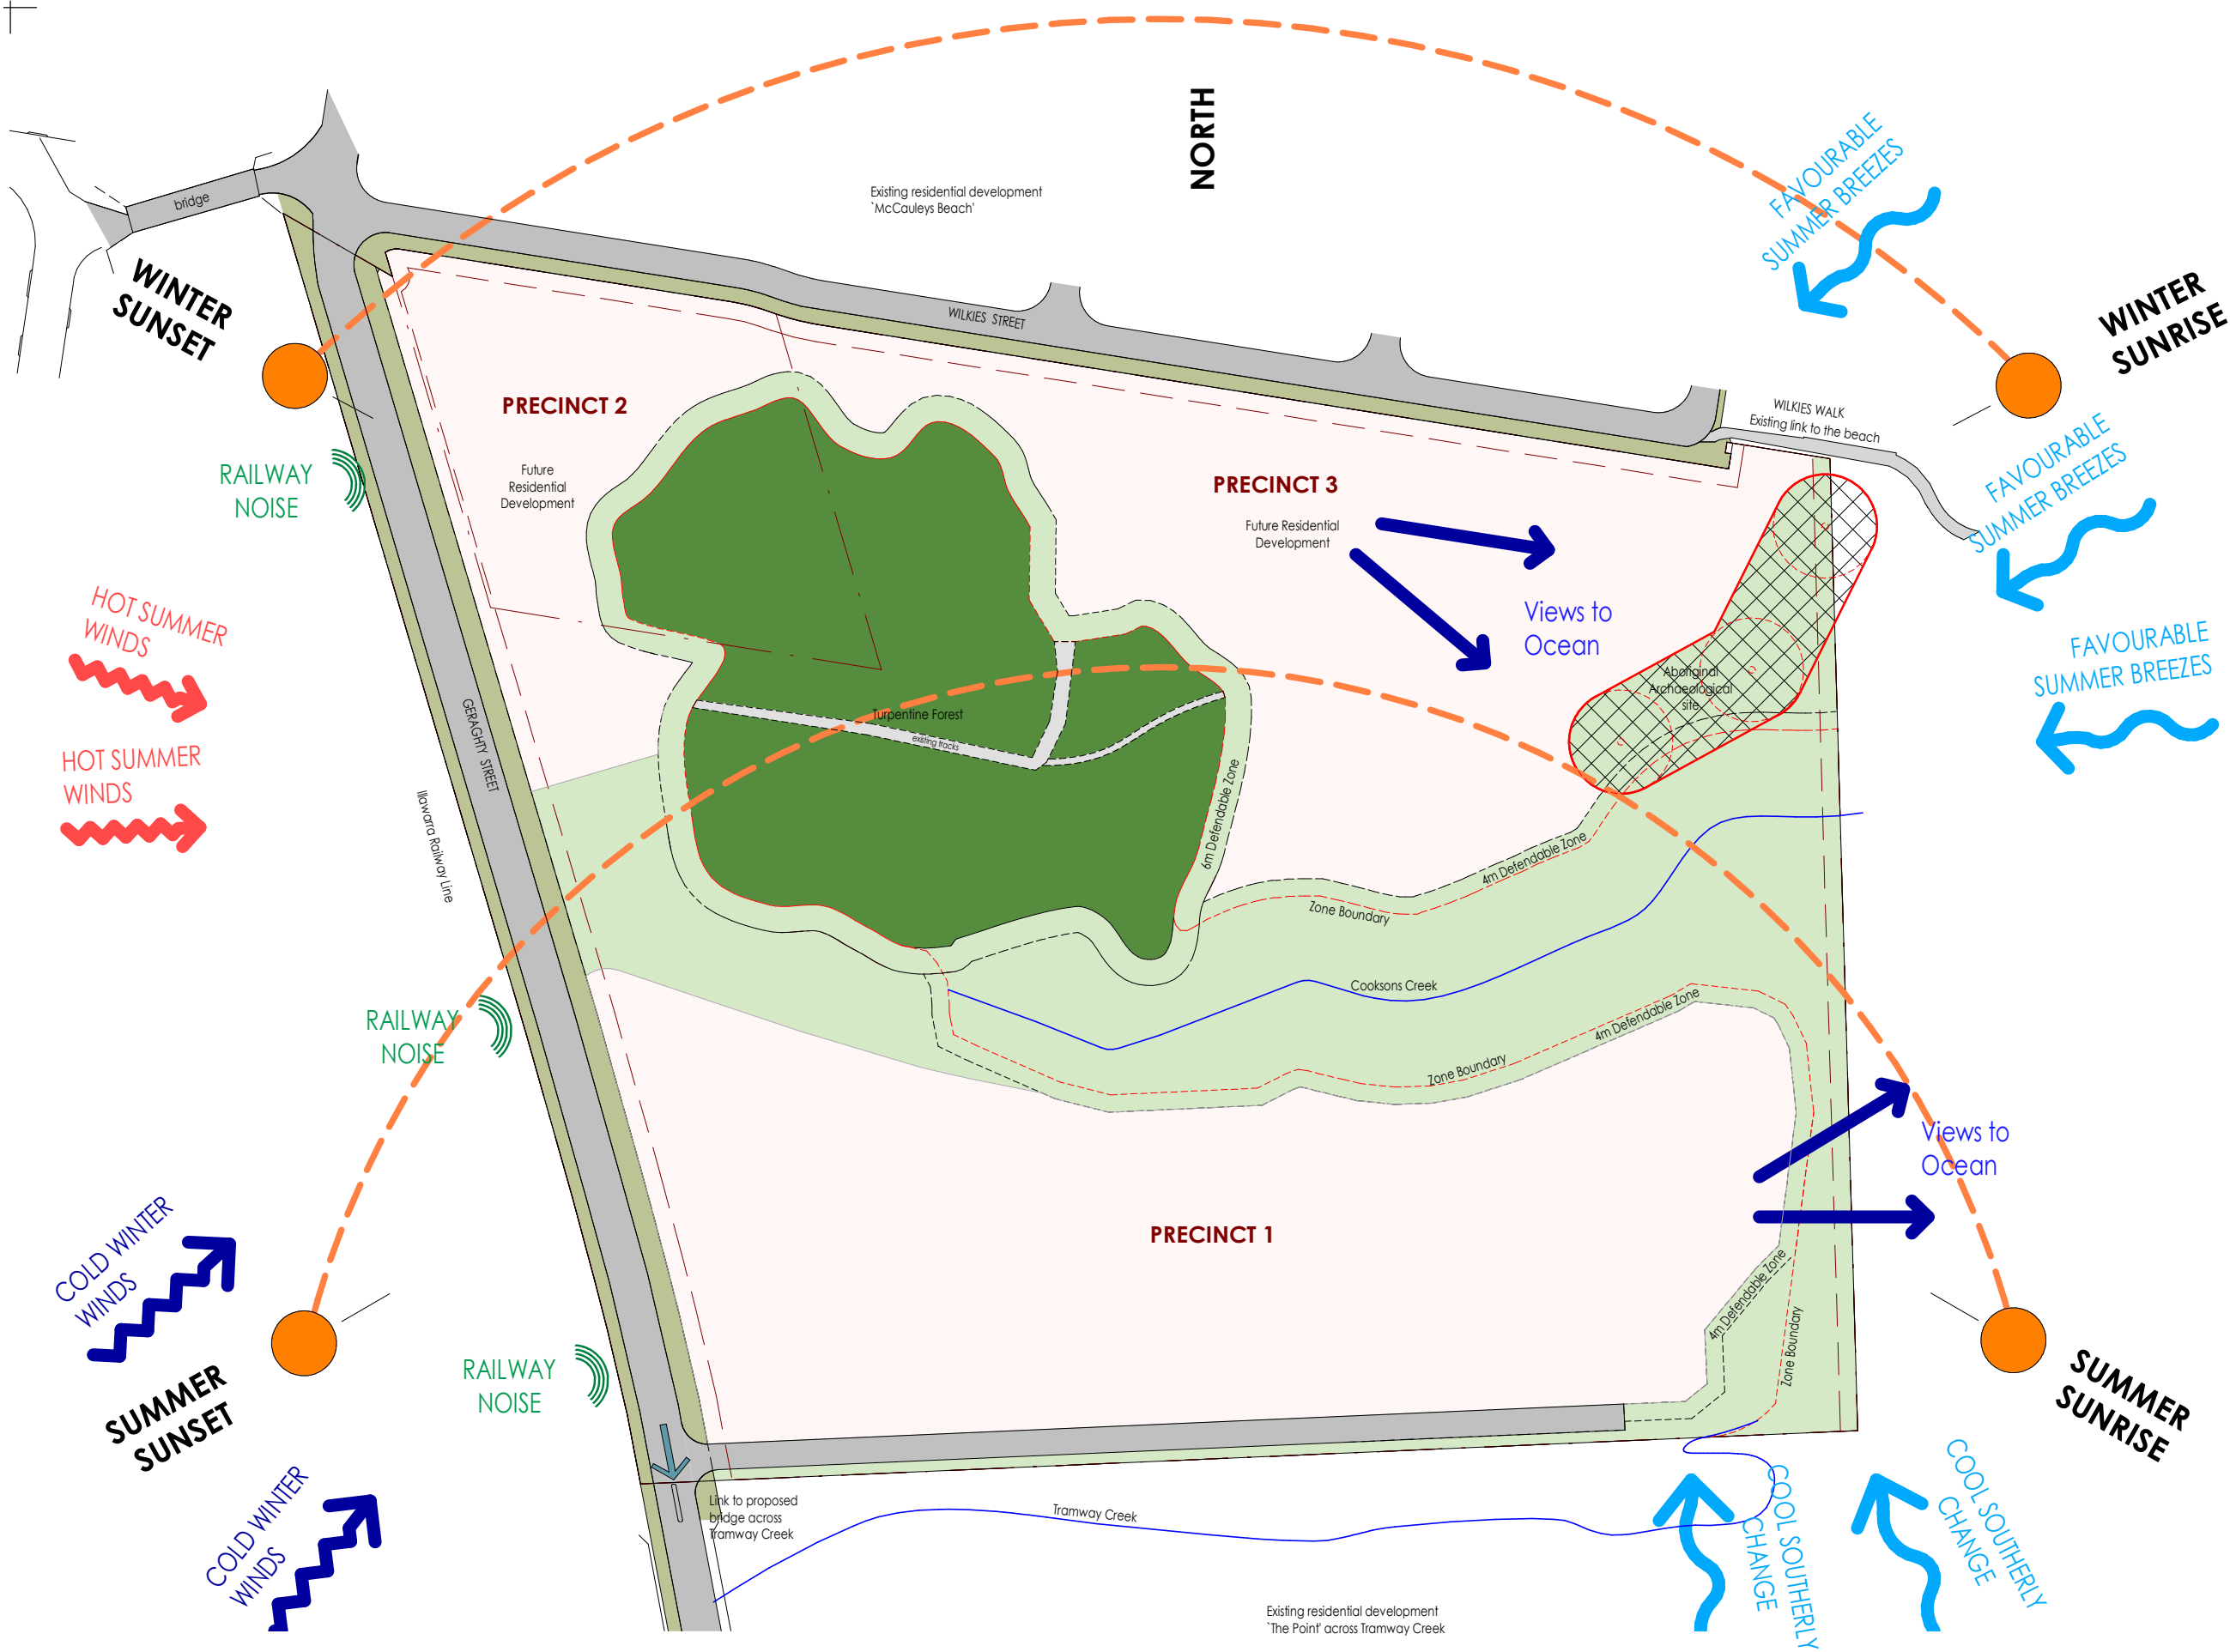 NORTH
FAVOURABLE
SUMMER BREEZES
bridge
Existing residential development
`McCauleys Beach'
WINTER
SUNSET
WINTER
SUNRISE
WILKIES STREET
PRECINCT 2
WILKIES WALK
Existing link to the beach
FAVOURABLE
SUMMER BREEZES
RAILWAY
NOISE
Future
Residential
Development
PRECINCT 3
Future Residential
Development
HOT SUMMER
WINDS
Views to
Ocean
FAVOURABLE
SUMMER BREEZES
Aboriginal
Archaeological
site
GERAGHTY STREET
Turpentine Forest
existing tracks
HOT SUMMER
WINDS
Illawarra Railway Line
6m Defendable Zone
4m Defendable Zone
Zone Boundary
Cooksons Creek
RAILWAY
NOISE
4m Defendable Zone
Zone Boundary
Views to
Ocean
PRECINCT 1
COLD WINTER
WINDS
4m Defendable Zone
Zone Boundary
RAILWAY
NOISE
SUMMER
SUNSET
SUMMER
SUNRISE
COLD WINTER
WINDS
Link to proposed
bridge across
Tramway Creek
Tramway Creek
COOL SOUTHERLY
CHANGE
COOL SOUTHERLY
CHANGE
Existing residential development
`The Point' across Tramway Creek